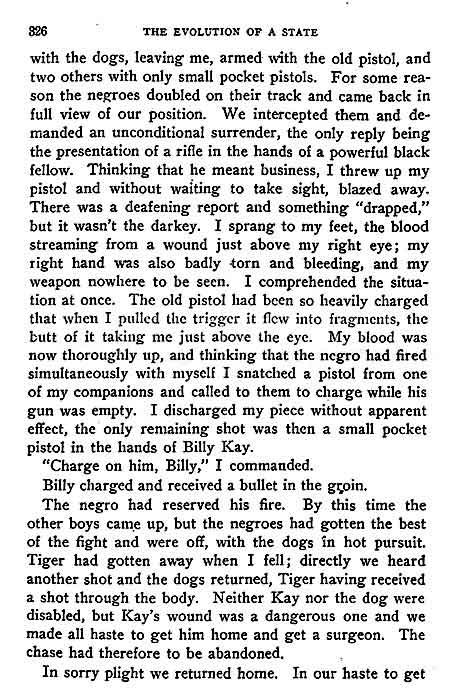 326 THE EVOLUTION OF A STATE
with the dogs, leaving me, armed with the old pistol, and
two others with only small pocket pistols. For some rea-
son the negroes doubled on their track and came back in
full view of our position. We intercepted them and de-
manded an unconditional surrender, the only reply being
the presentation of a rifle in the hands of a powerful black
fellow. Thinking that he meant business, I threw up my
pistol and without waiting to take sight, blazed away.
There was a deafening report and something "drapped,"
but it wasn't the darkey. I sprang to my feet, the blood
streaming from a wound just above my right eye; my
right hand was also badly torn and bleeding, and my
weapon nowhere to be seen. I comprehended the situa-
tion at once. The old pistol had been so heavily charged
that when I pulled the trigger it flew into fragments, the
butt of it taking me just above the eye. My blood was
now thoroughly up, and thinking that the negro had fired
simultaneously with myself I snatched a pistol from one
of my companions and called to them to charge while his
gun was empty. I discharged my piece without apparent
effect, the only remaining shot was then a small pocket
pistol in the hands of Billy Kay.
"Charge on him, Billy," I commanded.
Billy charged and received a bullet in the groin.
The negro had reserved his fire. By this time the
other boys came up, but the negroes had gotten the best
of the fight and were off, with the dogs in hot pursuit.
Tiger had gotten away when I fell; directly we heard
another shot and the dogs returned, Tiger having received
a shot through the body. Neither Kay nor the dog were
disabled, but Kay's wound was a dangerous one and we
made all haste to get him home and get a surgeon. The
chase had therefore to be abandoned.
In sorry plight we returned home. In our haste to get